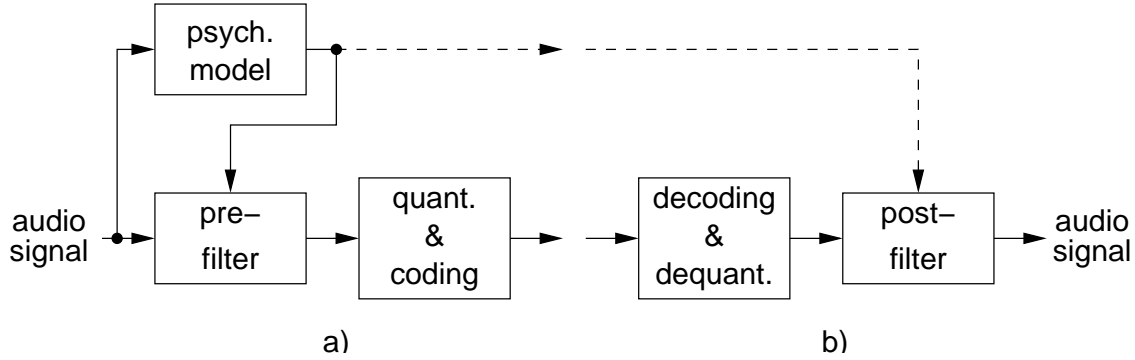 psych.
model
audio
signal
pre–
filter
quant.
&
coding
decoding
&
dequant.
post–
filter
audio
signal
a)
b)